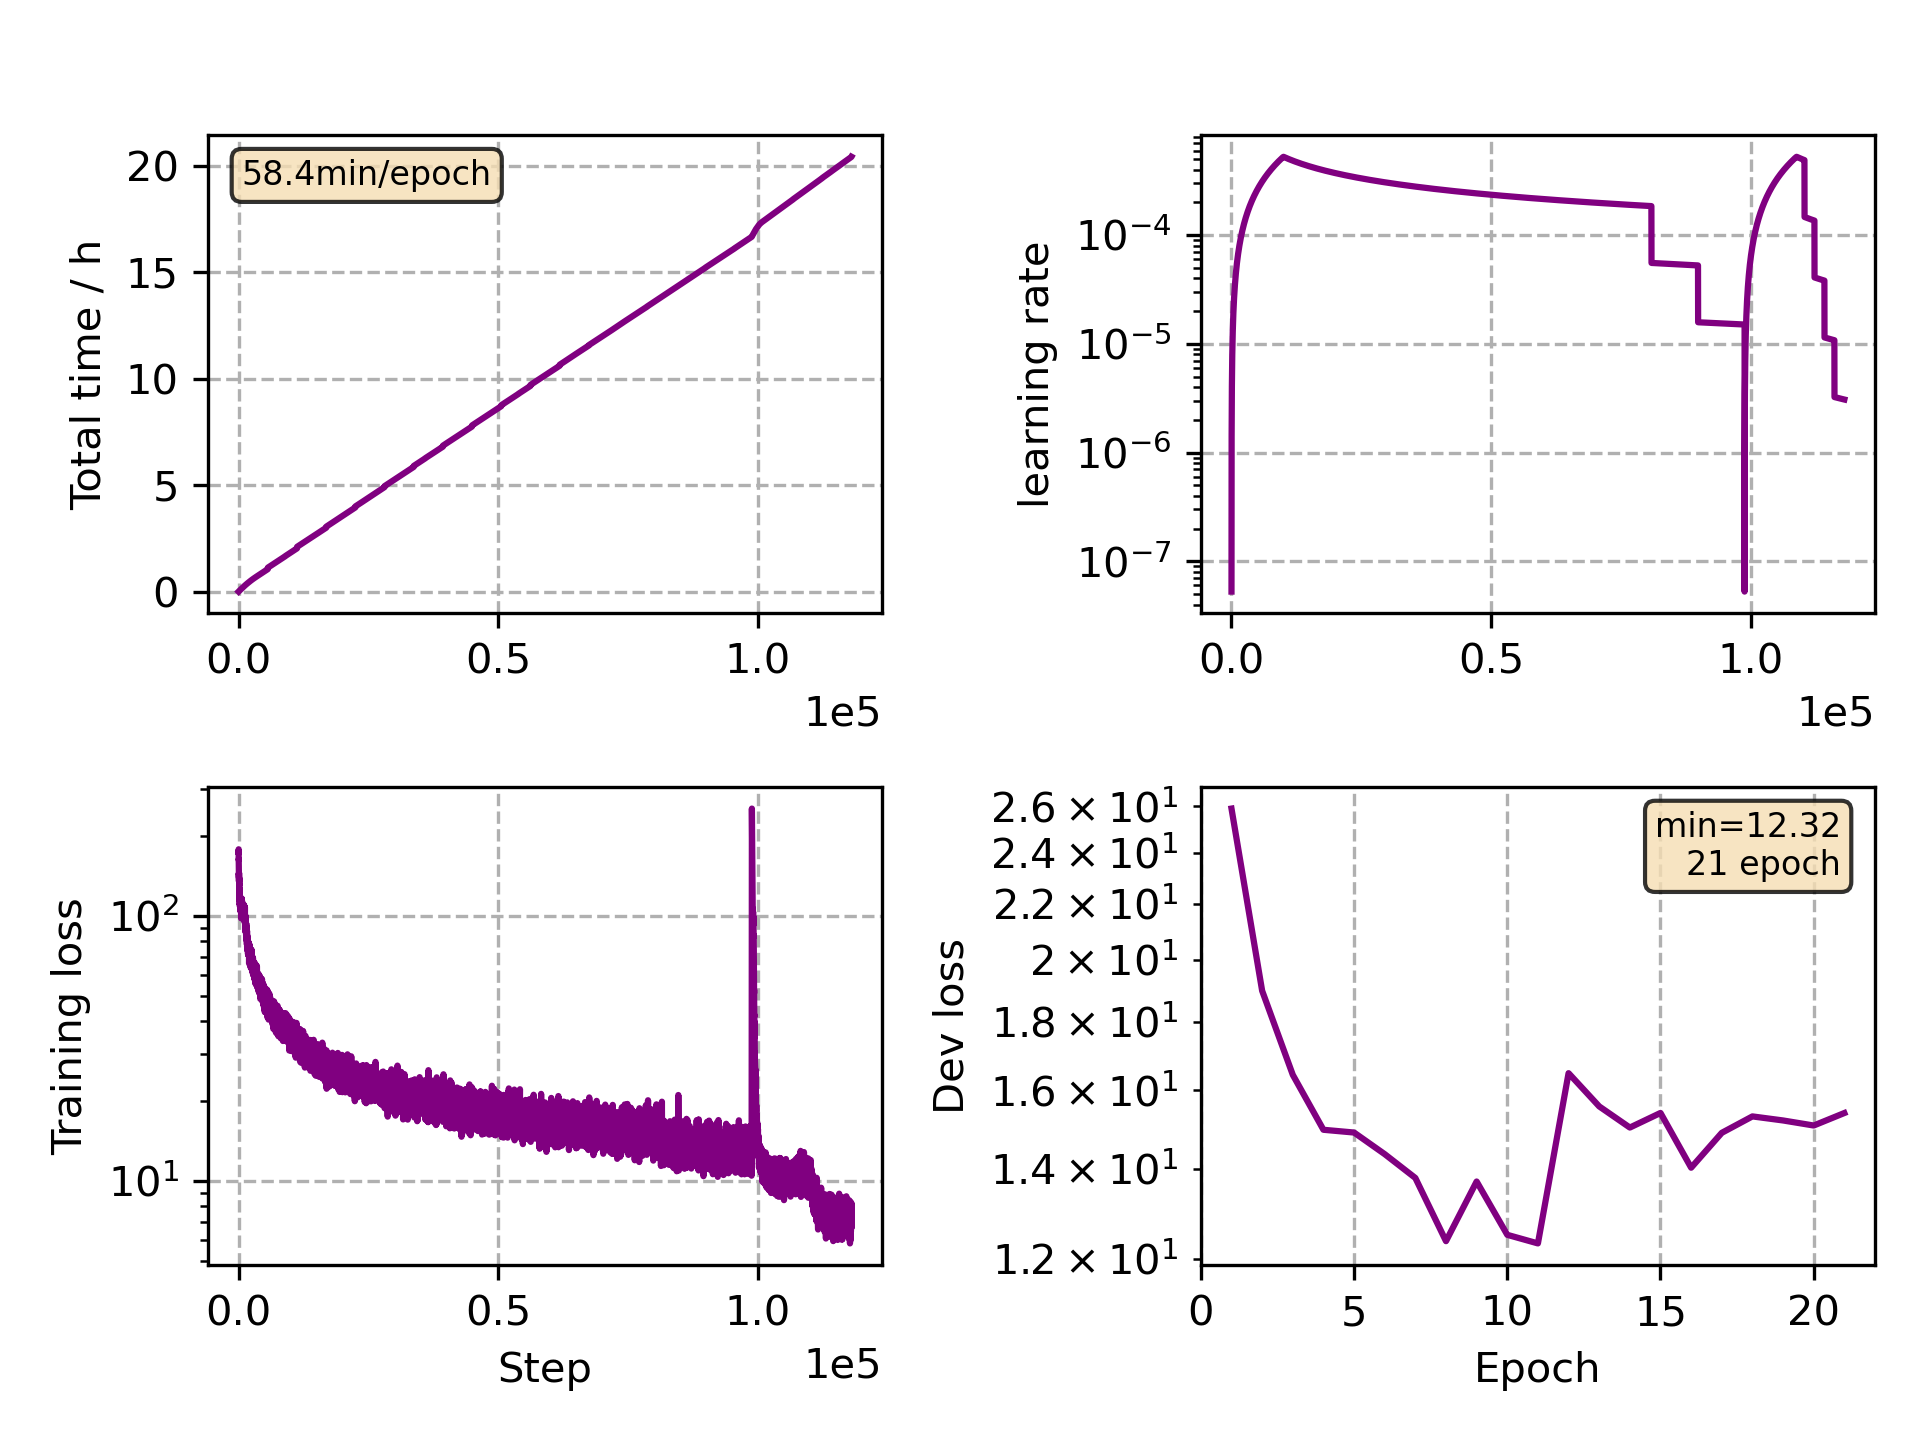 58.4min/epoch
Total time / h
20
15
10
5
0
0.0
0.5
1.0
1e5
learning rate
10⁻⁴
10⁻⁵
10⁻⁶
10⁻⁷
0.0
0.5
1.0
1e5
Training loss
10²
10¹
0.0
0.5
1.0
1e5
Step
Dev loss
2.6 × 10¹
2.4 × 10¹
2.2 × 10¹
2 × 10¹
1.8 × 10¹
1.6 × 10¹
1.4 × 10¹
1.2 × 10¹
min=12.32
21 epoch
0
5
10
15
20
Epoch